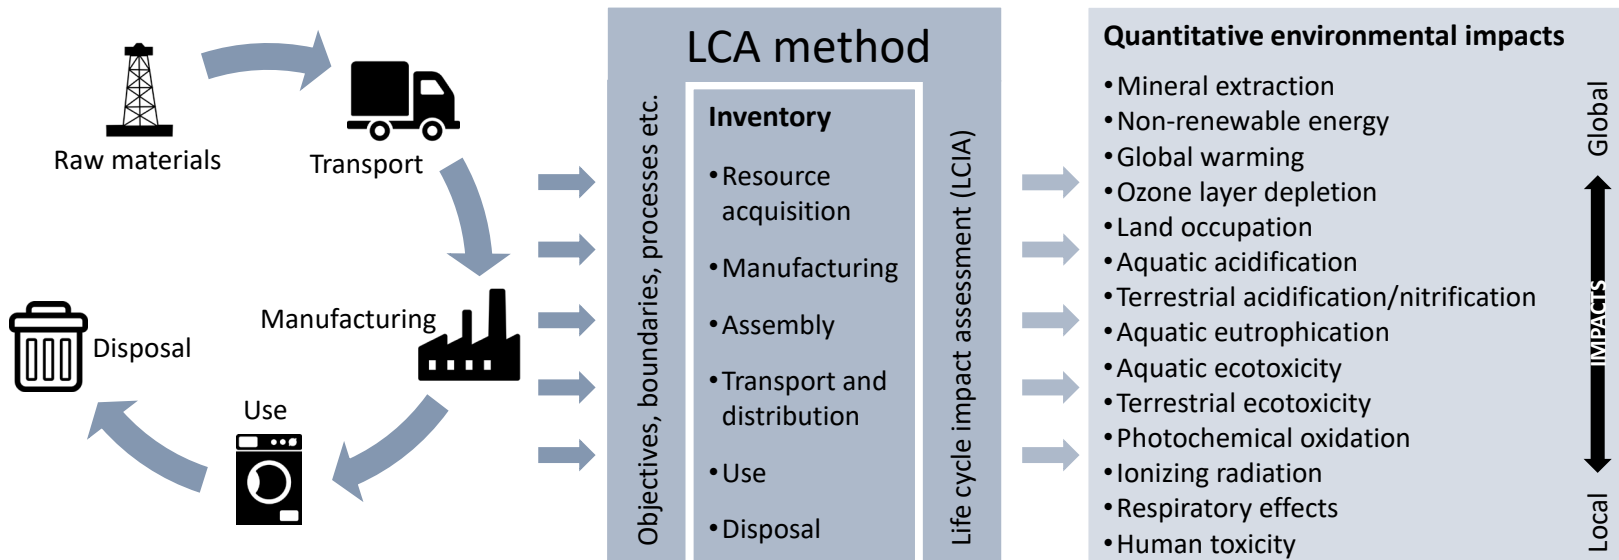 Raw materials
Transport
Manufacturing
Use
Disposal
LCA method
Objectives, boundaries, processes etc.
Inventory
•Resource
acquisition
•Manufacturing
•Assembly
•Transport and
distribution
•Use
•Disposal
Life cycle impact assessment (LCIA)
Quantitative environmental impacts
•Mineral extraction
•Non-renewable energy
•Global warming
•Ozone layer depletion
•Land occupation
•Aquatic acidification
•Terrestrial acidification/nitrification
•Aquatic eutrophication
•Aquatic ecotoxicity
•Terrestrial ecotoxicity
•Photochemical oxidation
•Ionizing radiation
•Respiratory effects
•Human toxicity
Global
IMPACTS
Local